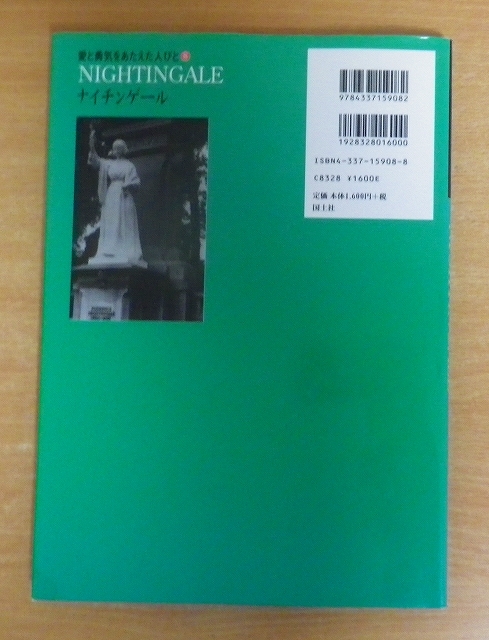 愛と勇気をあたえた人びと
NIGHTINGALE
ナイチンゲール
9784337159082
1928328016000
ISBN4-337-15908-8
C8328 ¥1600E
定価 本体1,600円+税
国土社